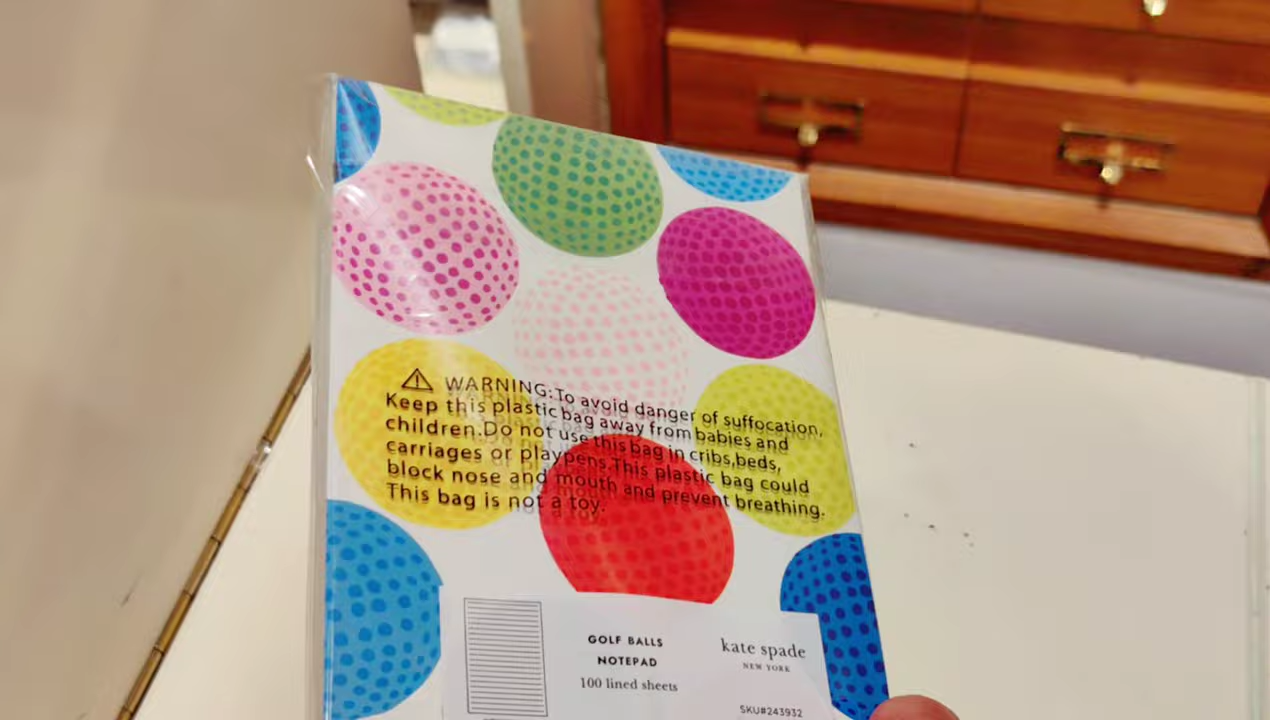 WARNING:To avoid danger of suffocation,
Keep this plastic bag away from babies and
children.Do not use this bag in cribs,beds,
carriages or playpens.This plastic bag could
block nose and mouth and prevent breathing.
This bag is not a toy.
GOLF BALLS
NOTEPAD
100 lined sheets
kate spade
NEW YORK
SKU#243932